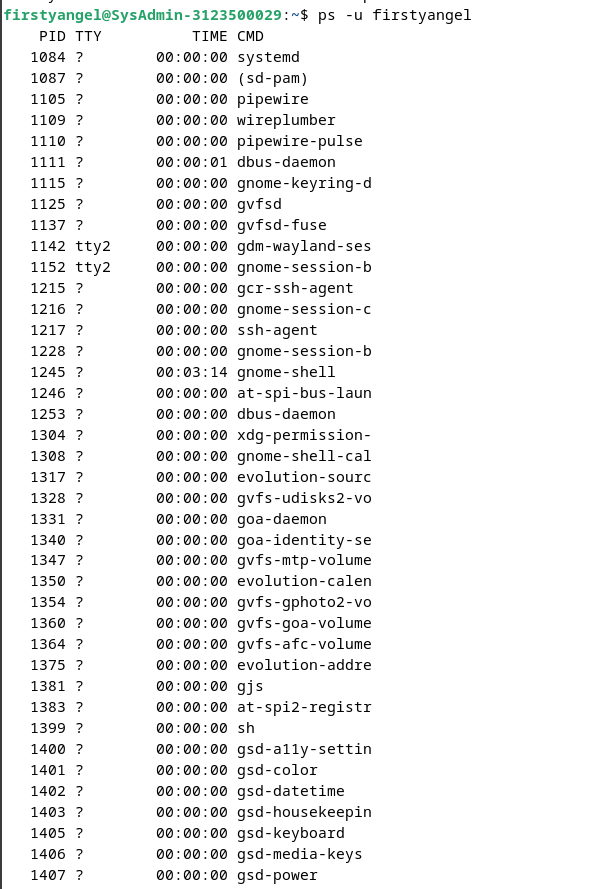 firstyangel@SysAdmin-3123500029:~$ ps -u firstyangel
    PID TTY          TIME CMD
   1084 ?        00:00:00 systemd
   1087 ?        00:00:00 (sd-pam)
   1105 ?        00:00:00 pipewire
   1109 ?        00:00:00 wireplumber
   1110 ?        00:00:00 pipewire-pulse
   1111 ?        00:00:01 dbus-daemon
   1115 ?        00:00:00 gnome-keyring-d
   1125 ?        00:00:00 gvfsd
   1137 ?        00:00:00 gvfsd-fuse
   1142 tty2     00:00:00 gdm-wayland-ses
   1152 tty2     00:00:00 gnome-session-b
   1215 ?        00:00:00 gcr-ssh-agent
   1216 ?        00:00:00 gnome-session-c
   1217 ?        00:00:00 ssh-agent
   1228 ?        00:00:00 gnome-session-b
   1245 ?        00:03:14 gnome-shell
   1246 ?        00:00:00 at-spi-bus-laun
   1253 ?        00:00:00 dbus-daemon
   1304 ?        00:00:00 xdg-permission-
   1308 ?        00:00:00 gnome-shell-cal
   1317 ?        00:00:00 evolution-sourc
   1328 ?        00:00:00 gvfs-udisks2-vo
   1331 ?        00:00:00 goa-daemon
   1340 ?        00:00:00 goa-identity-se
   1347 ?        00:00:00 gvfs-mtp-volume
   1350 ?        00:00:00 evolution-calen
   1354 ?        00:00:00 gvfs-gphoto2-vo
   1360 ?        00:00:00 gvfs-goa-volume
   1364 ?        00:00:00 gvfs-afc-volume
   1375 ?        00:00:00 evolution-addre
   1381 ?        00:00:00 gjs
   1383 ?        00:00:00 at-spi2-registr
   1399 ?        00:00:00 sh
   1400 ?        00:00:00 gsd-a11y-settin
   1401 ?        00:00:00 gsd-color
   1402 ?        00:00:00 gsd-datetime
   1403 ?        00:00:00 gsd-housekeepin
   1405 ?        00:00:00 gsd-keyboard
   1406 ?        00:00:00 gsd-media-keys
   1407 ?        00:00:00 gsd-power